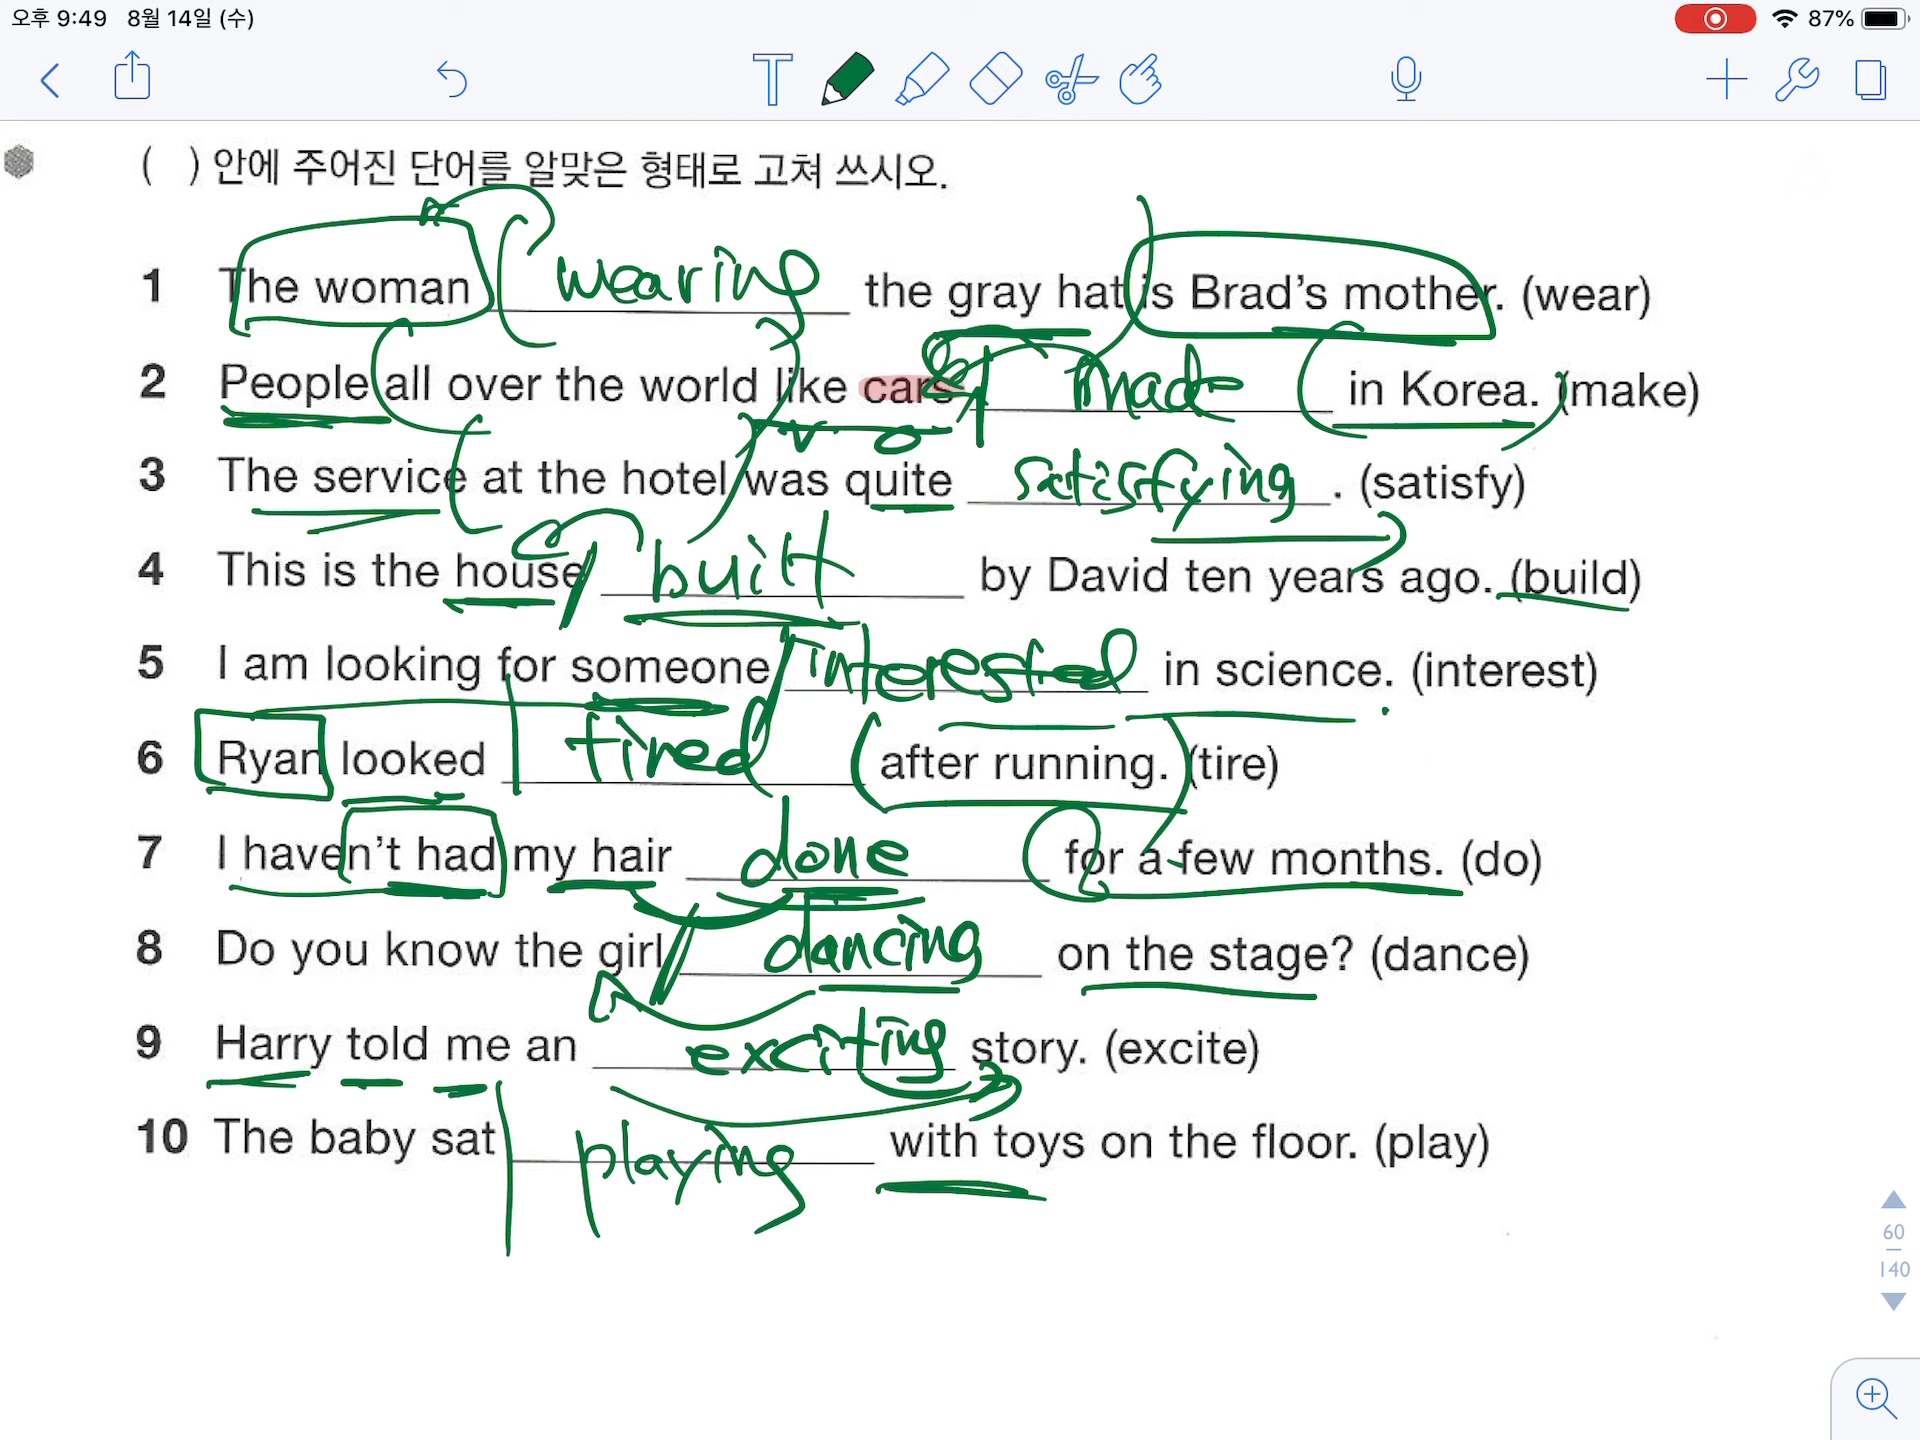 오후 9:49 8월 14일 (수) 87%
T
( ) 안에 주어진 단어를 알맞은 형태로 고쳐 쓰시오.
1 The woman wearing the gray hat is Brad's mother. (wear)
2 People all over the world like cars made in Korea. (make)
v o
3 The service at the hotel was quite satisfying. (satisfy)
4 This is the house built by David ten years ago. (build)
5 I am looking for someone interested in science. (interest)
6 Ryan looked tired after running. (tire)
7 I haven't had my hair done for a few months. (do)
8 Do you know the girl dancing on the stage? (dance)
9 Harry told me an exciting story. (excite)
10 The baby sat playing with toys on the floor. (play)
60
140